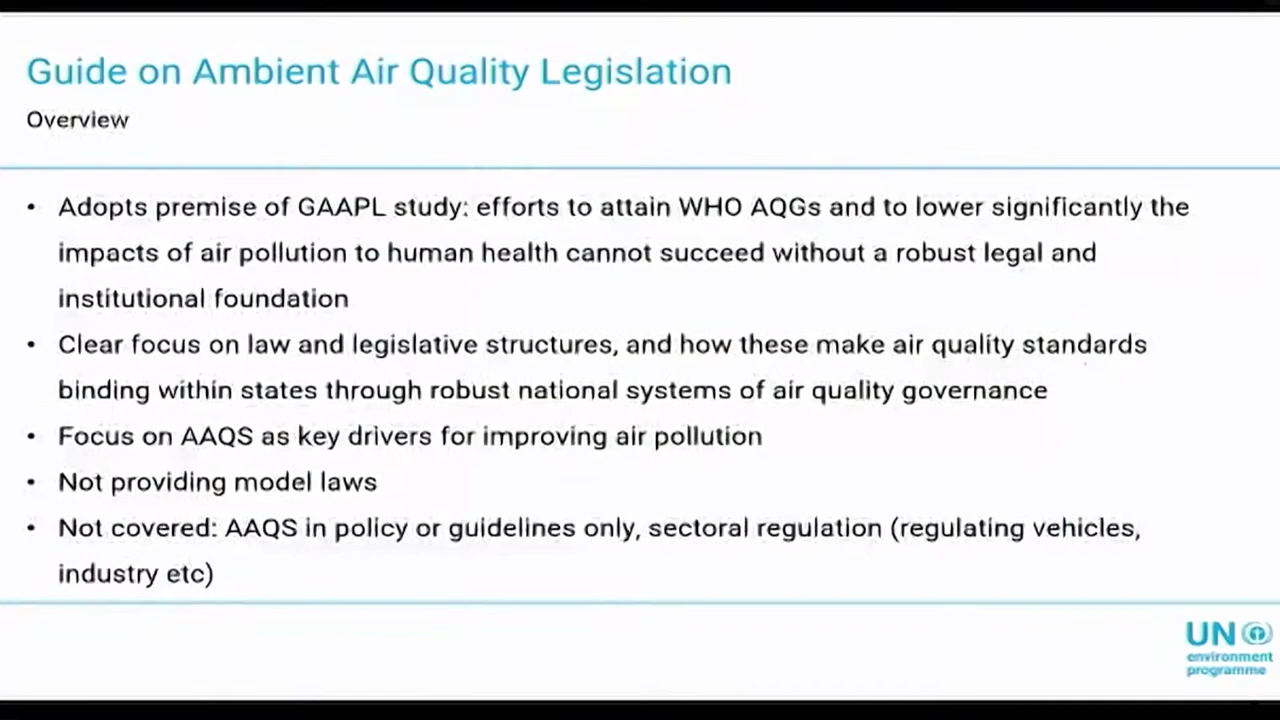 Guide on Ambient Air Quality Legislation
Overview
• Adopts premise of GAAPL study: efforts to attain WHO AQGs and to lower significantly the
impacts of air pollution to human health cannot succeed without a robust legal and
institutional foundation
• Clear focus on law and legislative structures, and how these make air quality standards
binding within states through robust national systems of air quality governance
• Focus on AAQS as key drivers for improving air pollution
• Not providing model laws
• Not covered: AAQS in policy or guidelines only, sectoral regulation (regulating vehicles,
industry etc)
UN
environment
programme